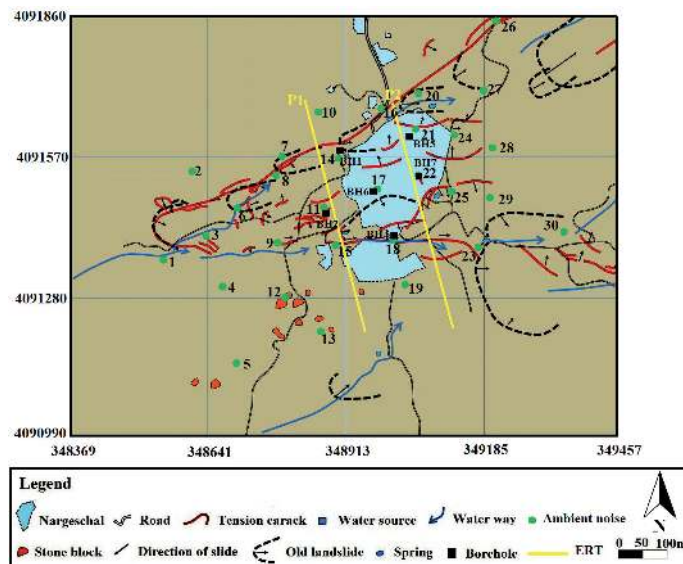 4091860
4091570
4091280
4090990
348369 348641 348913 349185 349457
26
P1 P2 20 27
10 16
21 24 28
7 14 BH1 BH3
2 8 BH7
17 22
6 11 BH6 25 29
BH2
3 9 BH4 30
1 15 18 23
4 12 19
13
5
Legend
Nargeschal Road Tension carack Water source Water way Ambient noise
Stone block Direction of slide Old landslide Spring Borehole ERT
N
0 50 100m